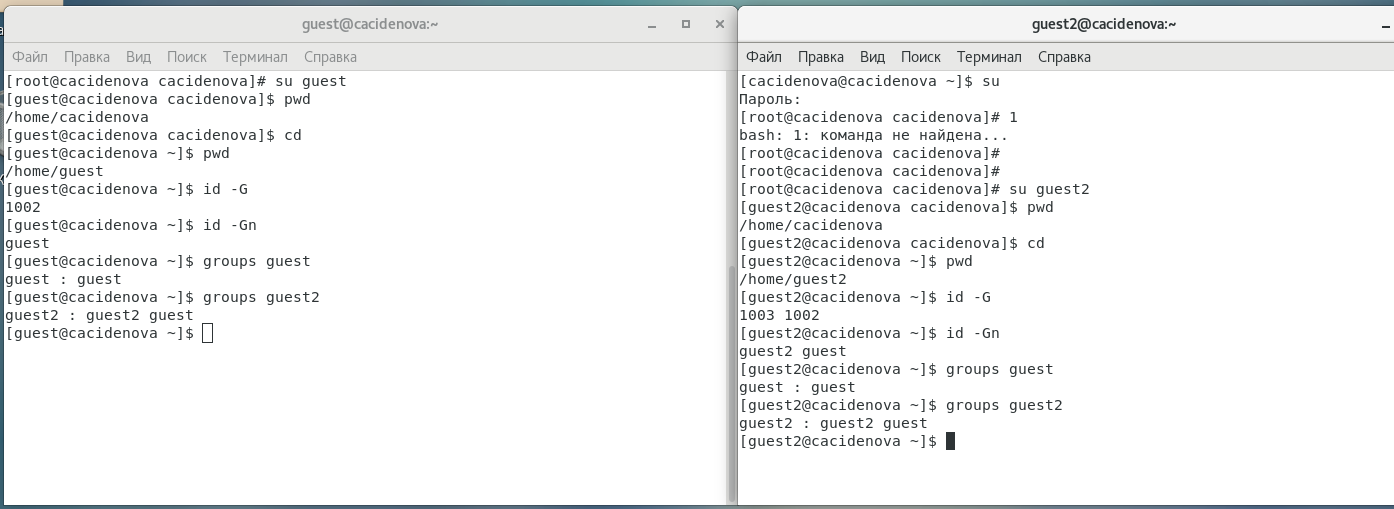 guest@cacidenova:~
Файл Правка Вид Поиск Терминал Справка
[root@cacidenova cacidenova]# su guest
[guest@cacidenova cacidenova]$ pwd
/home/cacidenova
[guest@cacidenova cacidenova]$ cd
[guest@cacidenova ~]$ pwd
/home/guest
[guest@cacidenova ~]$ id -G
1002
[guest@cacidenova ~]$ id -Gn
guest
[guest@cacidenova ~]$ groups guest
guest : guest
[guest@cacidenova ~]$ groups guest2
guest2 : guest2 guest
[guest@cacidenova ~]$
guest2@cacidenova:~
Файл Правка Вид Поиск Терминал Справка
[cacidenova@cacidenova ~]$ su
Пароль:
[root@cacidenova cacidenova]# 1
bash: 1: команда не найдена...
[root@cacidenova cacidenova]#
[root@cacidenova cacidenova]#
[root@cacidenova cacidenova]# su guest2
[guest2@cacidenova cacidenova]$ pwd
/home/cacidenova
[guest2@cacidenova cacidenova]$ cd
[guest2@cacidenova ~]$ pwd
/home/guest2
[guest2@cacidenova ~]$ id -G
1003 1002
[guest2@cacidenova ~]$ id -Gn
guest2 guest
[guest2@cacidenova ~]$ groups guest
guest : guest
[guest2@cacidenova ~]$ groups guest2
guest2 : guest2 guest
[guest2@cacidenova ~]$